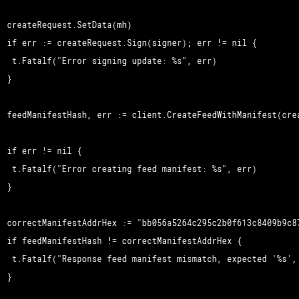 createRequest.SetData(mh)
if err := createRequest.Sign(signer); err != nil {
t.Fatalf("Error signing update: %s", err)
}
feedManifestHash, err := client.CreateFeedWithManifest(crea
if err != nil {
t.Fatalf("Error creating feed manifest: %s", err)
}
correctManifestAddrHex := "bb056a5264c295c2b0f613c8409b9c87
if feedManifestHash != correctManifestAddrHex {
t.Fatalf("Response feed manifest mismatch, expected '%s',
}